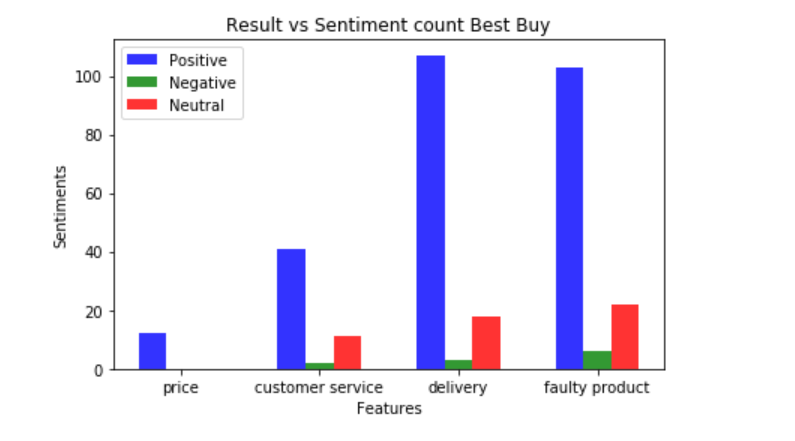 Result vs Sentiment count Best Buy
Positive
Negative
Neutral
100
80
60
40
20
0
Sentiments
price customer service delivery faulty product
Features